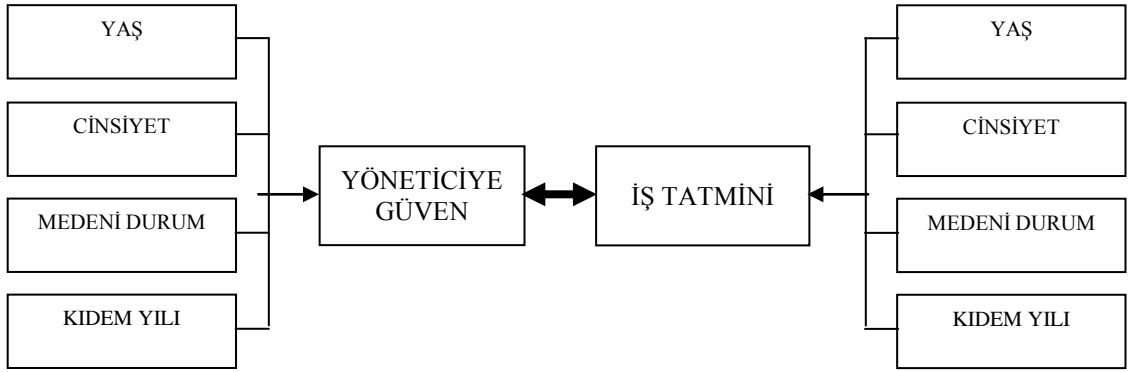 YAŞ
CİNSİYET
MEDENİ DURUM
KIDEM YILI
YÖNETİCİYE
GÜVEN
İŞ TATMİNİ
YAŞ
CİNSİYET
MEDENİ DURUM
KIDEM YILI